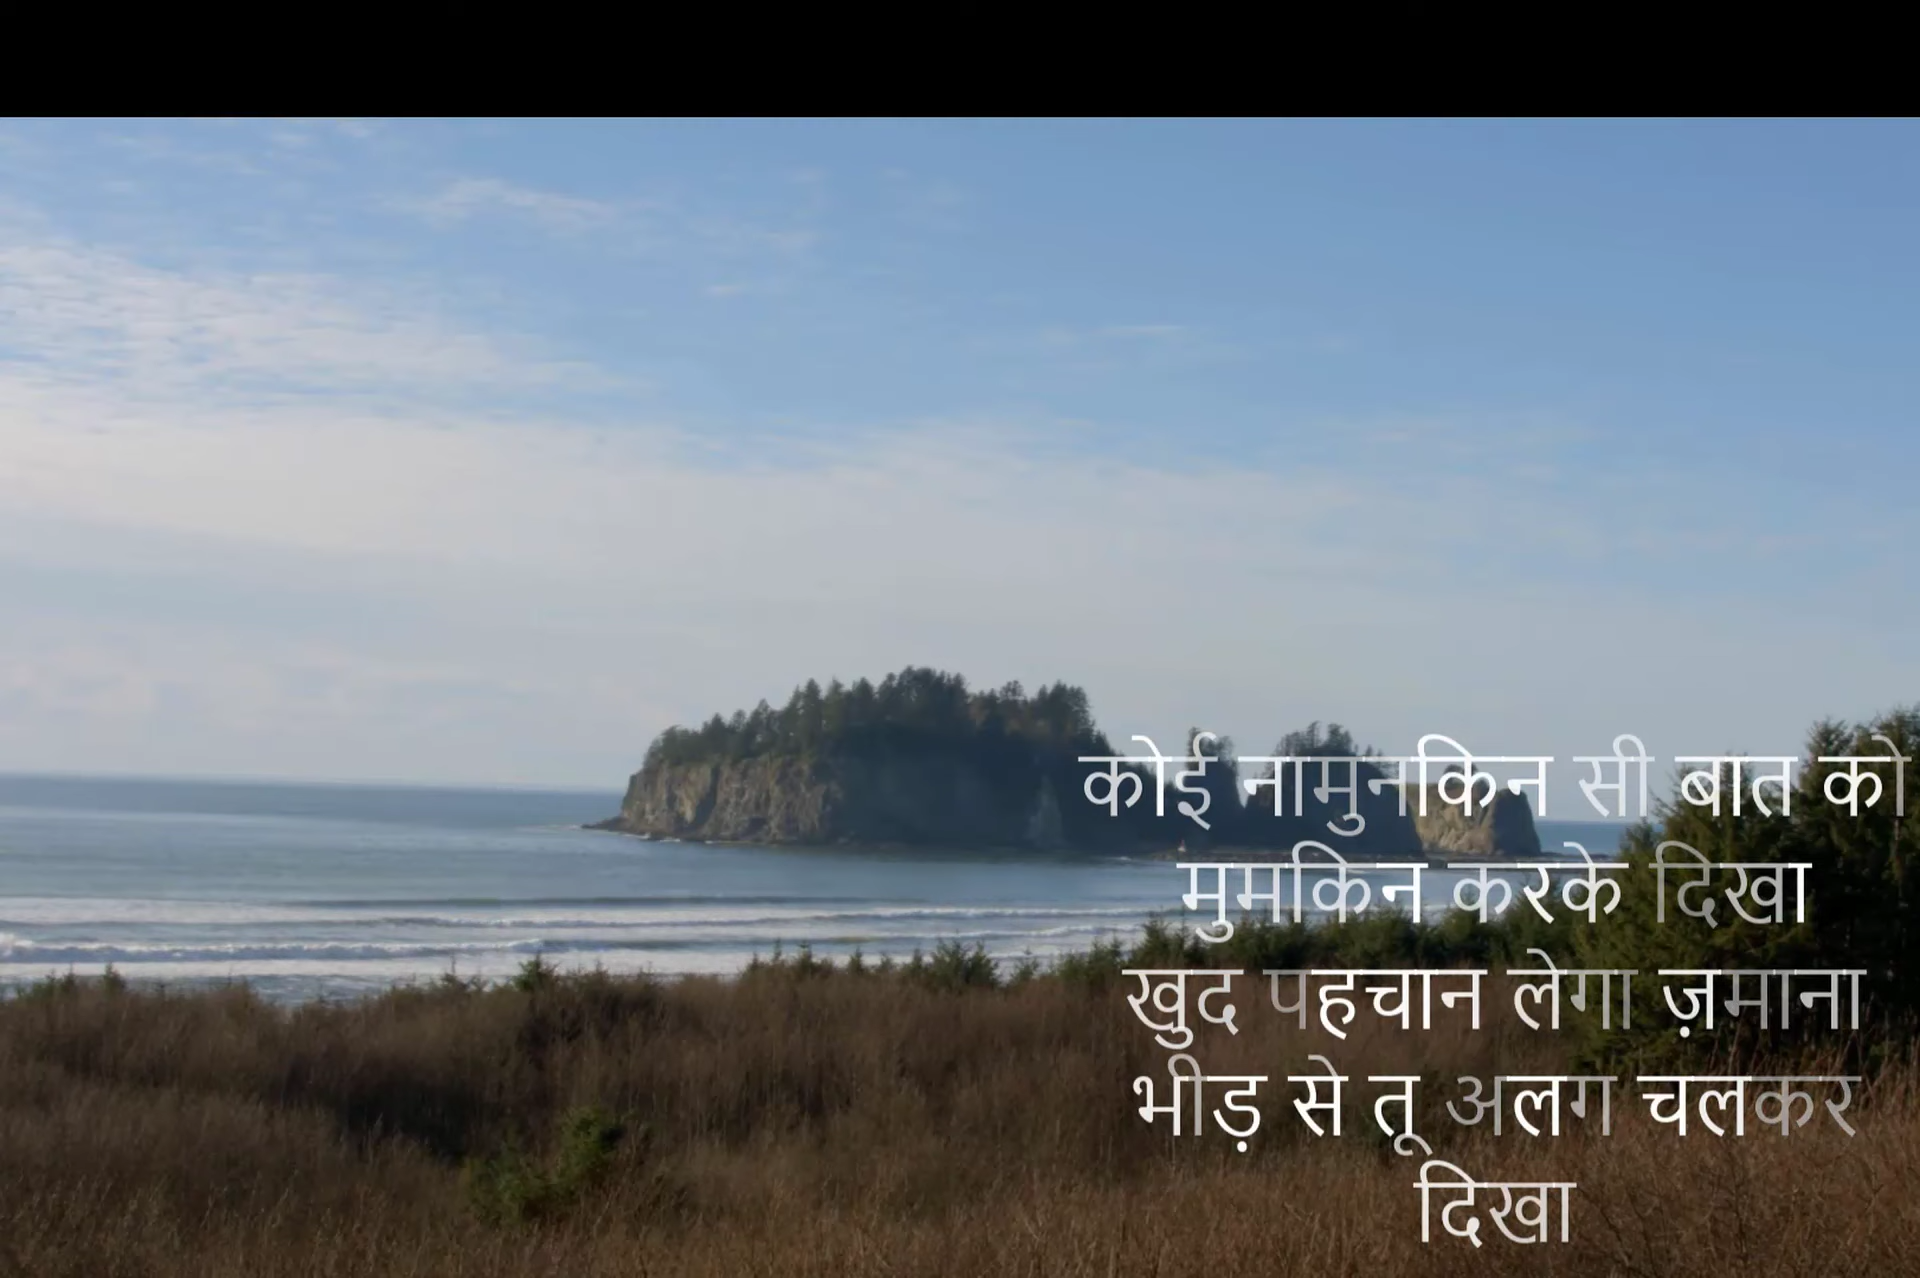 कोई नामुनकिन सी बात को
मुमकिन करके दिखा
खुद पहचान लेगा ज़माना
भीड़ से तू अलग चलकर
दिखा